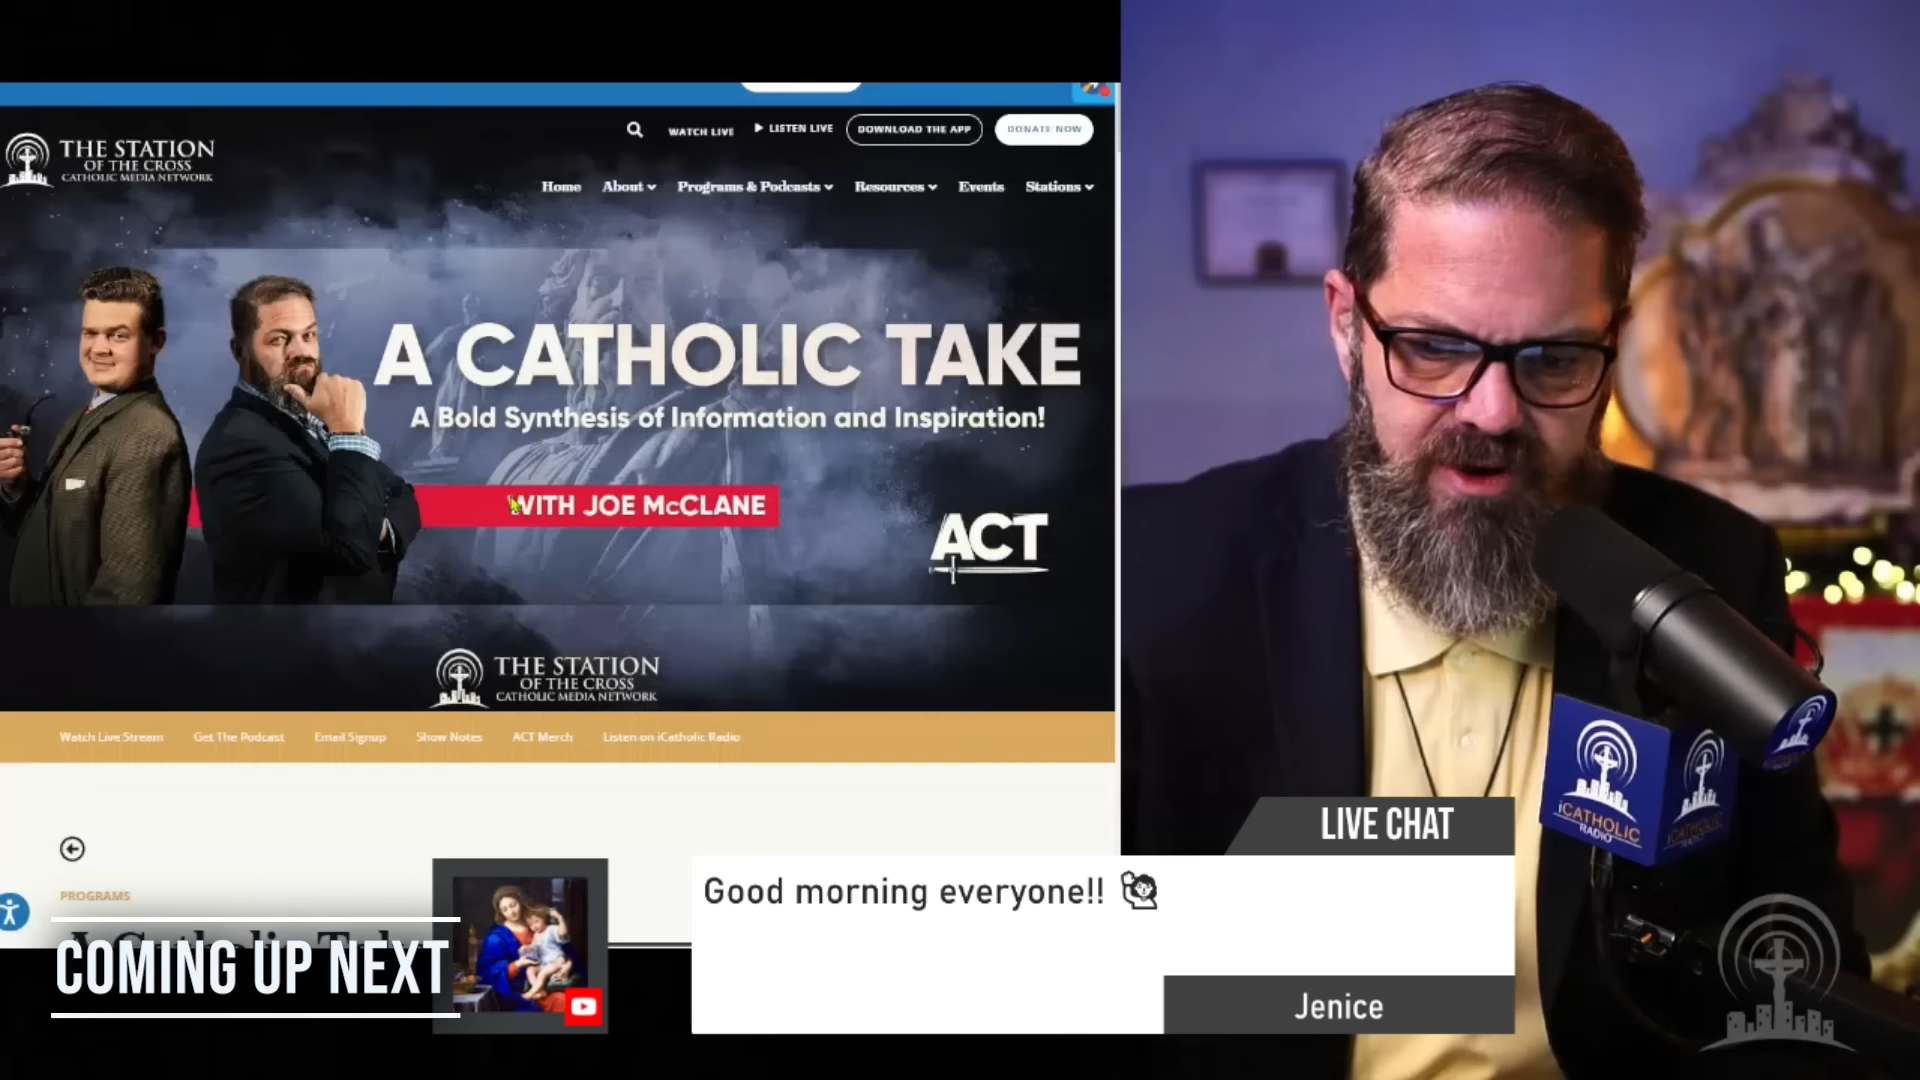 THE STATION
OF THE CROSS
CATHOLIC MEDIA NETWORK
WATCH LIVE
LISTEN LIVE
DOWNLOAD THE APP
DONATE NOW
Home
About
Programs & Podcasts
Resources
Events
Stations
A CATHOLIC TAKE
A Bold Synthesis of Information and Inspiration!
WITH JOE McCLANE
ACT
THE STATION
OF THE CROSS
CATHOLIC MEDIA NETWORK
Watch Live Stream
Get The Podcast
Email Signup
Show Notes
ACT Merch
Listen on iCatholic Radio
PROGRAMS
COMING UP NEXT
LIVE CHAT
Good morning everyone!!
Jenice
iCATHOLIC
RADIO
iCATHOLIC
RADIO